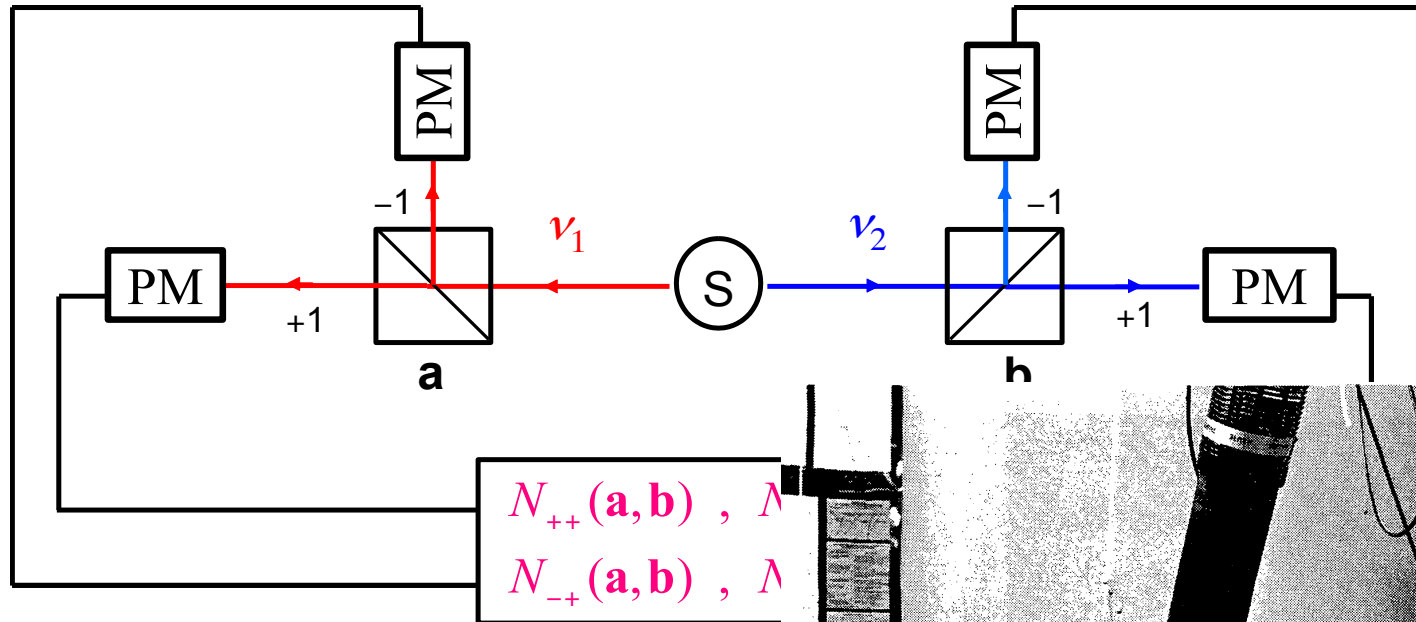 PM PM
−1 ν₁ ν₂ −1
PM S PM
+1 +1
a
N₊₊(a,b) ,
N₋₊(a,b) ,